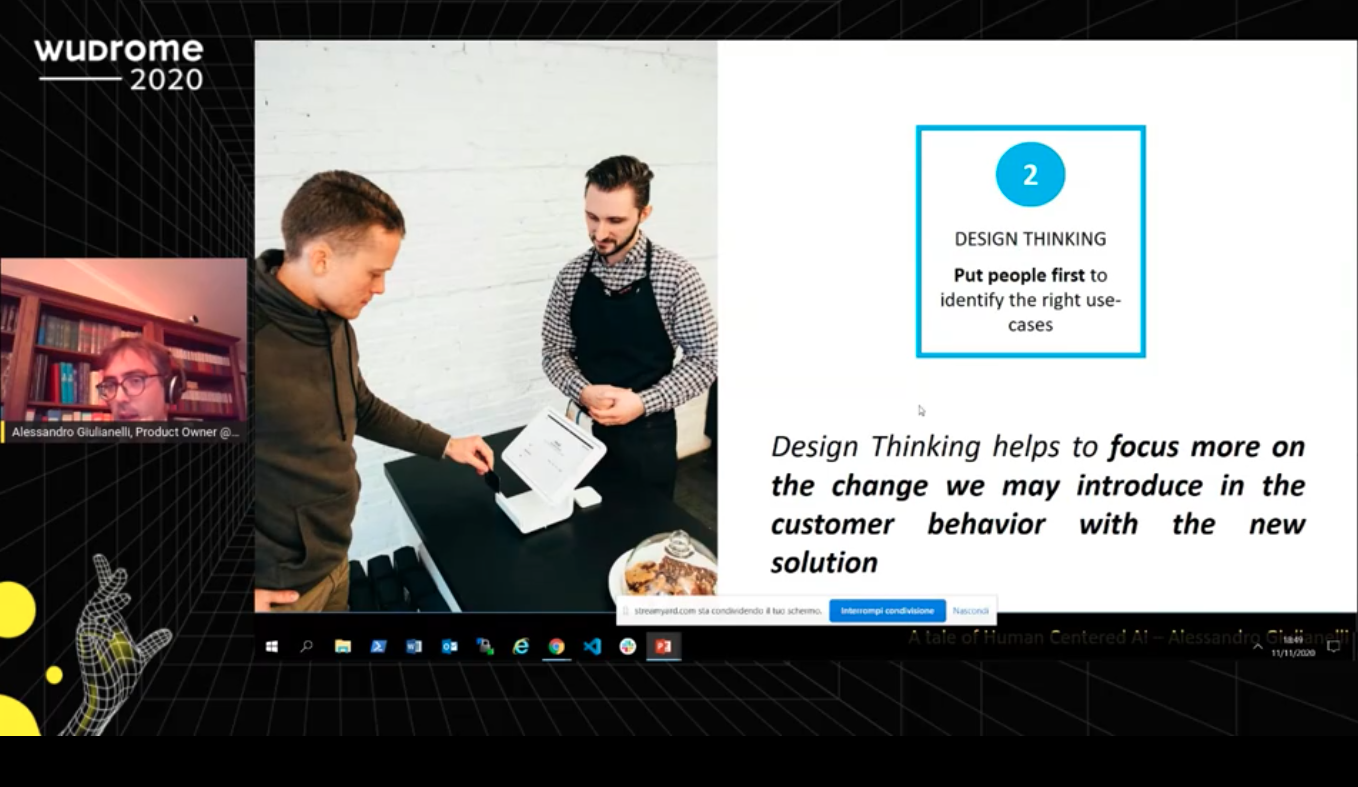 WUDROME
2020
2
DESIGN THINKING
Put people first to
identify the right use-
cases
Alessandro Giulianelli, Product Owner @...
Design Thinking helps to focus more on
the change we may introduce in the
customer behavior with the new
solution
streamyard.com sta condividendo il tuo schermo.
Interrompi condivisione
Nascondi
A tale of Human Centered AI – Alessandro Giulianelli
18:49
11/11/2020